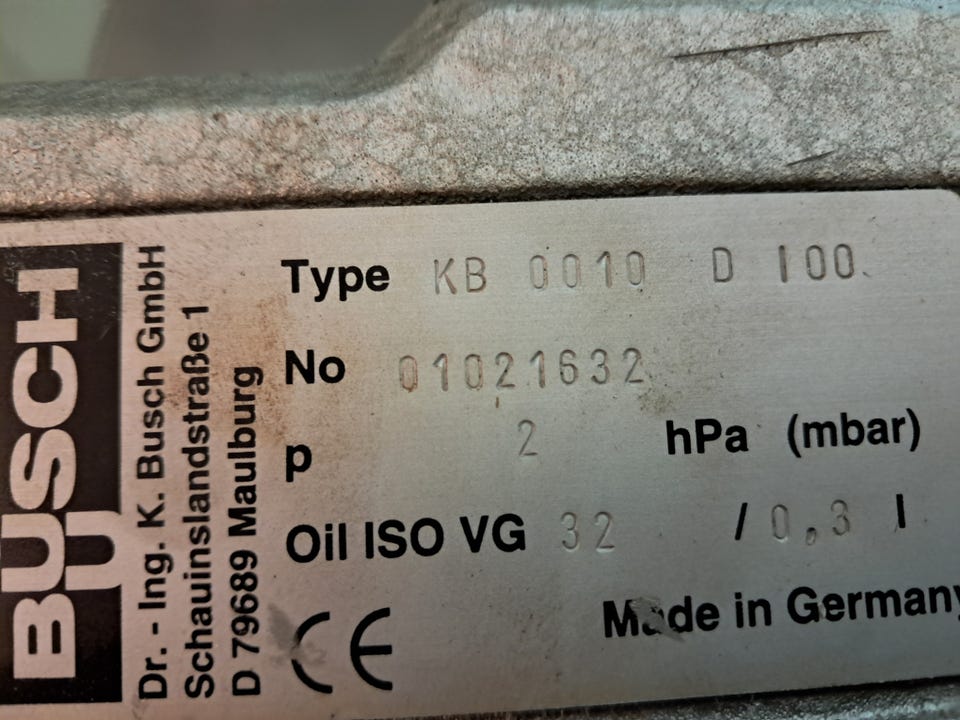 BUSCH
Dr. - Ing. K. Busch GmbH
Schauinslandstraße 1
D 79689 Maulburg
Type KB 0010 D 100.
No 01021632
p 2 hPa (mbar)
Oil ISO VG 32 / 0,3 l
CE Made in Germany